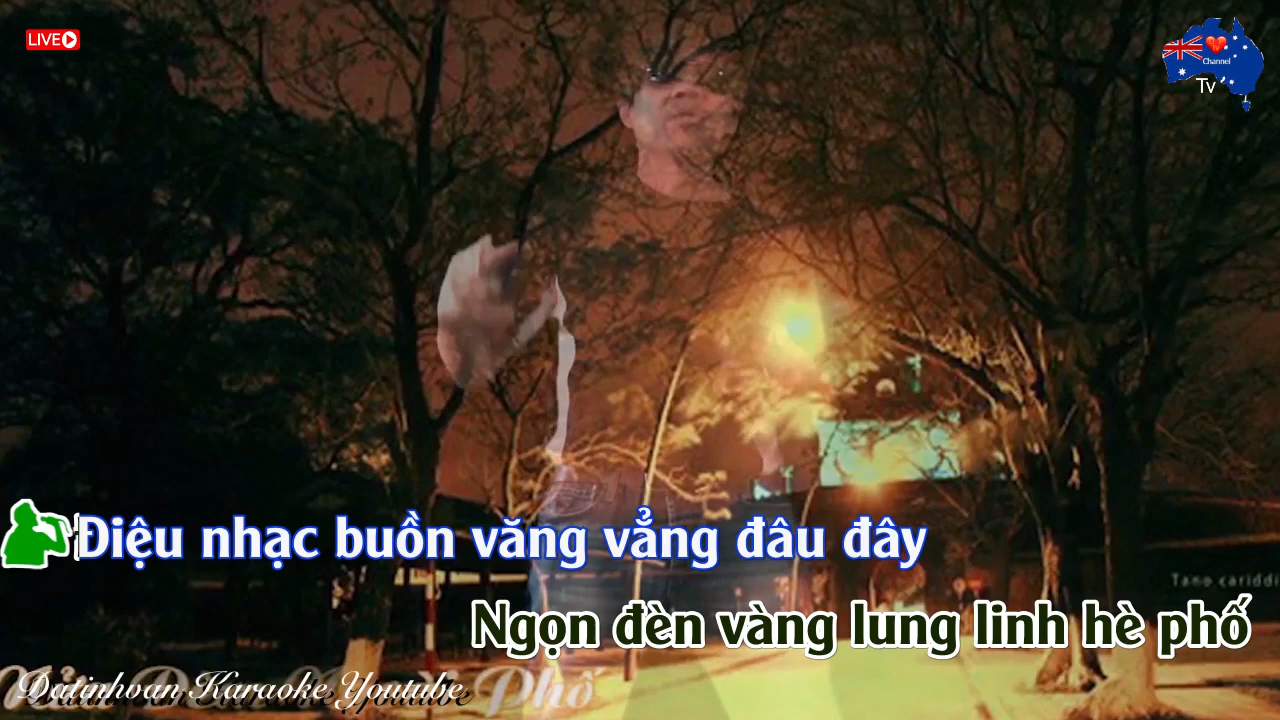 LIVE
Channel
Tv
Điệu nhạc buồn văng vẳng đâu đây
Ngọn đèn vàng lung linh hè phố
Tano cariddi
Datinhvan Karaoke Youtube
Phố